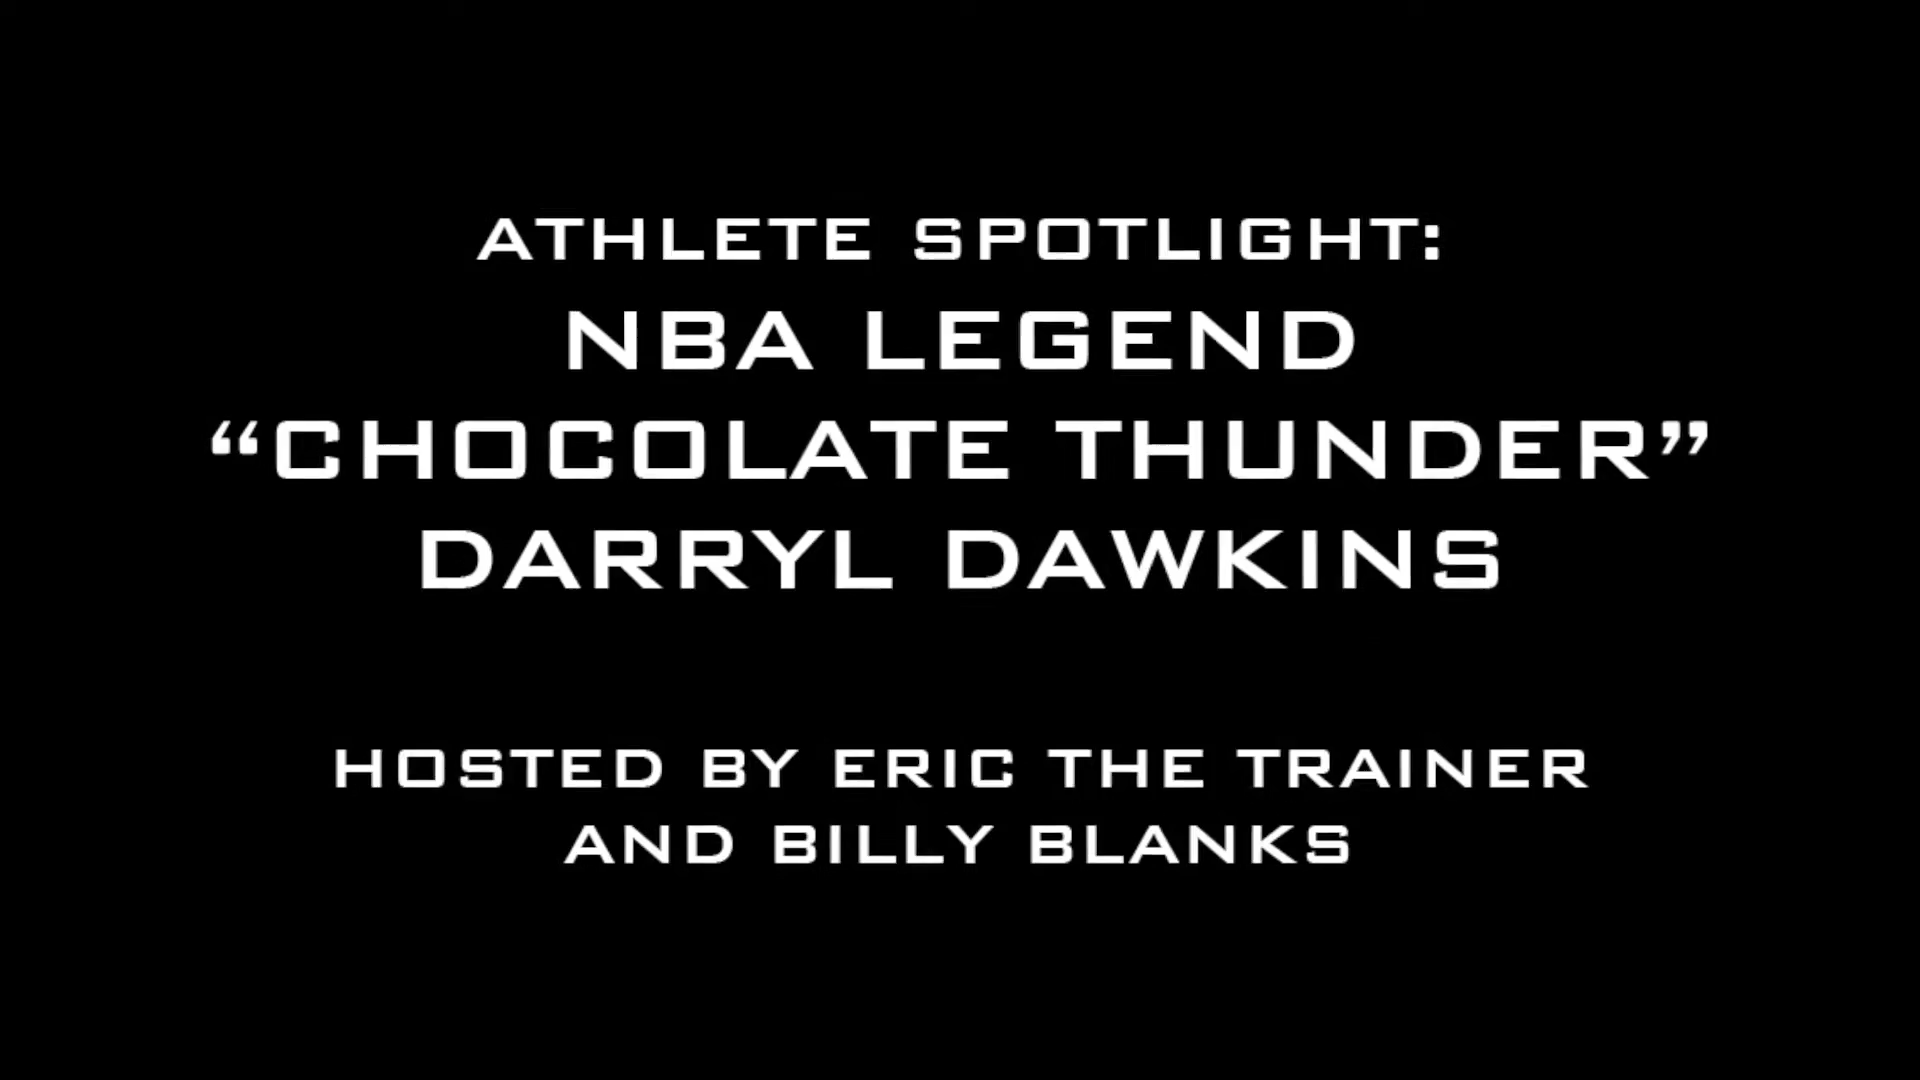 ATHLETE SPOTLIGHT:
NBA LEGEND
“CHOCOLATE THUNDER”
DARRYL DAWKINS
HOSTED BY ERIC THE TRAINER
AND BILLY BLANKS